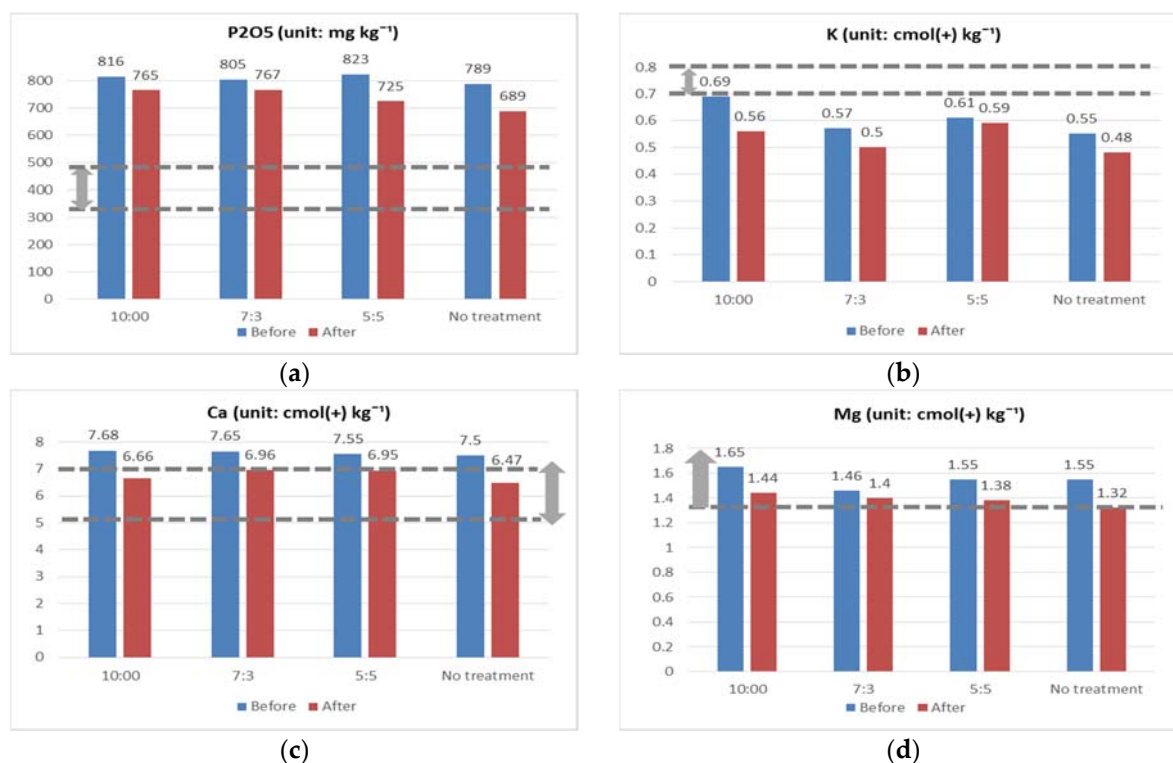 P2O5 (unit: mg kg⁻¹)
816 765 805 767 823 725 789 689
800
700
600
500
400
300
200
100
0
10:00 7:3 5:5 No treatment
Before After
(a)
K (unit: cmol(+) kg⁻¹)
0.8
0.7
0.6
0.5
0.4
0.3
0.2
0.1
0
0.69 0.56 0.57 0.5 0.61 0.59 0.55 0.48
10:00 7:3 5:5 No treatment
Before After
(b)
Ca (unit: cmol(+) kg⁻¹)
8
7
6
5
4
3
2
1
0
7.68 6.66 7.65 6.96 7.55 6.95 7.5 6.47
10:00 7:3 5:5 No treatment
Before After
(c)
Mg (unit: cmol(+) kg⁻¹)
1.8
1.6
1.4
1.2
1
0.8
0.6
0.4
0.2
0
1.65 1.44 1.46 1.4 1.55 1.38 1.55 1.32
10:00 7:3 5:5 No treatment
Before After
(d)